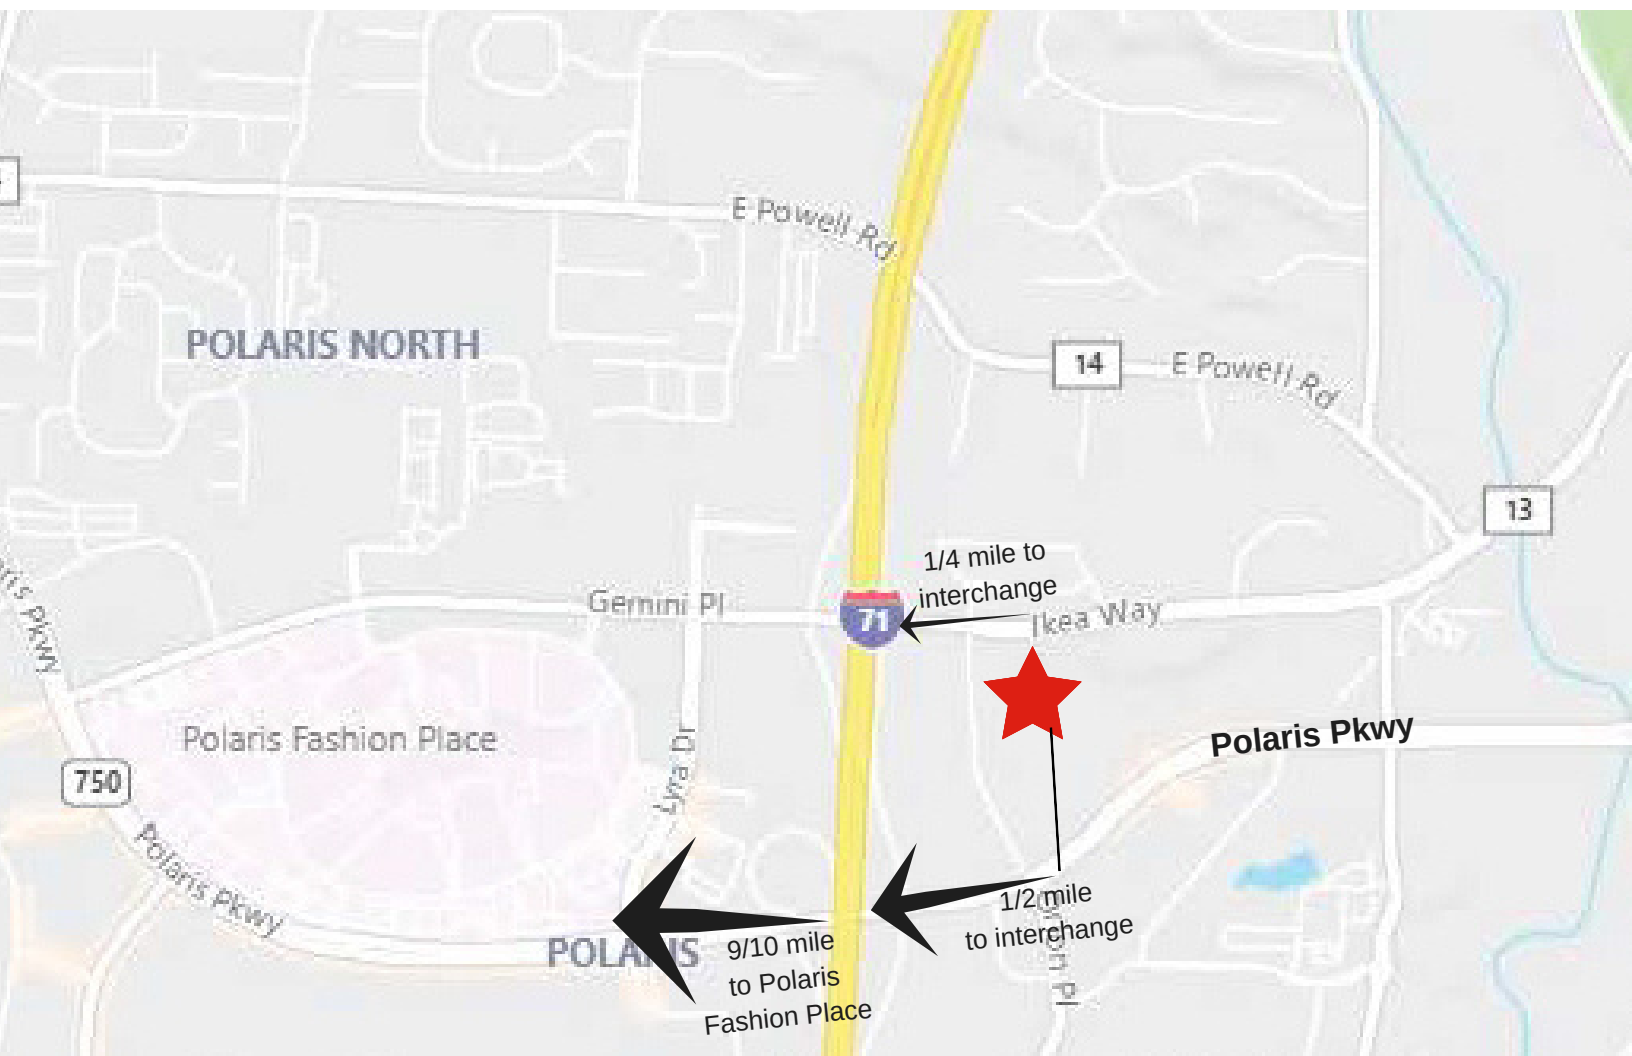 E Powell Rd
POLARIS NORTH
14
E Powell Rd
13
1/4 mile to
interchange
Gemini Pl
71
Ikea Way
Pkwy
Polaris Fashion Place
Polaris Pkwy
Lyra Dr
750
Polaris Pkwy
1/2 mile
to interchange
POLARIS
9/10 mile
to Polaris
Fashion Place
Pl